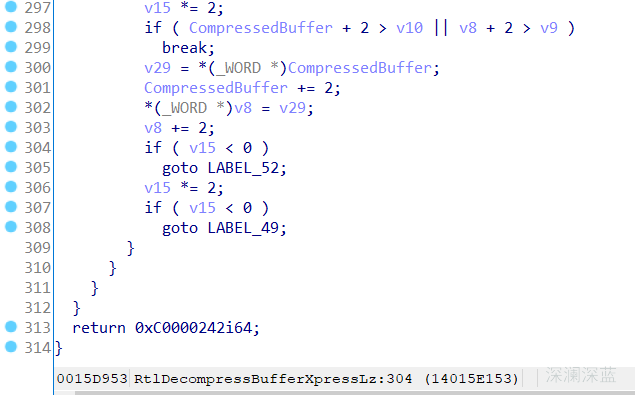 297 v15 *= 2;
298 if ( CompressedBuffer + 2 > v10 || v8 + 2 > v9 )
299 break;
300 v29 = *(_WORD *)CompressedBuffer;
301 CompressedBuffer += 2;
302 *(_WORD *)v8 = v29;
303 v8 += 2;
304 if ( v15 < 0 )
305 goto LABEL_52;
306 v15 *= 2;
307 if ( v15 < 0 )
308 goto LABEL_49;
309 }
310 }
311 }
312 }
313 return 0xC0000242i64;
314 }
0015D953 RtlDecompressBufferXpressLz:304 (14015E153)
深澜深蓝